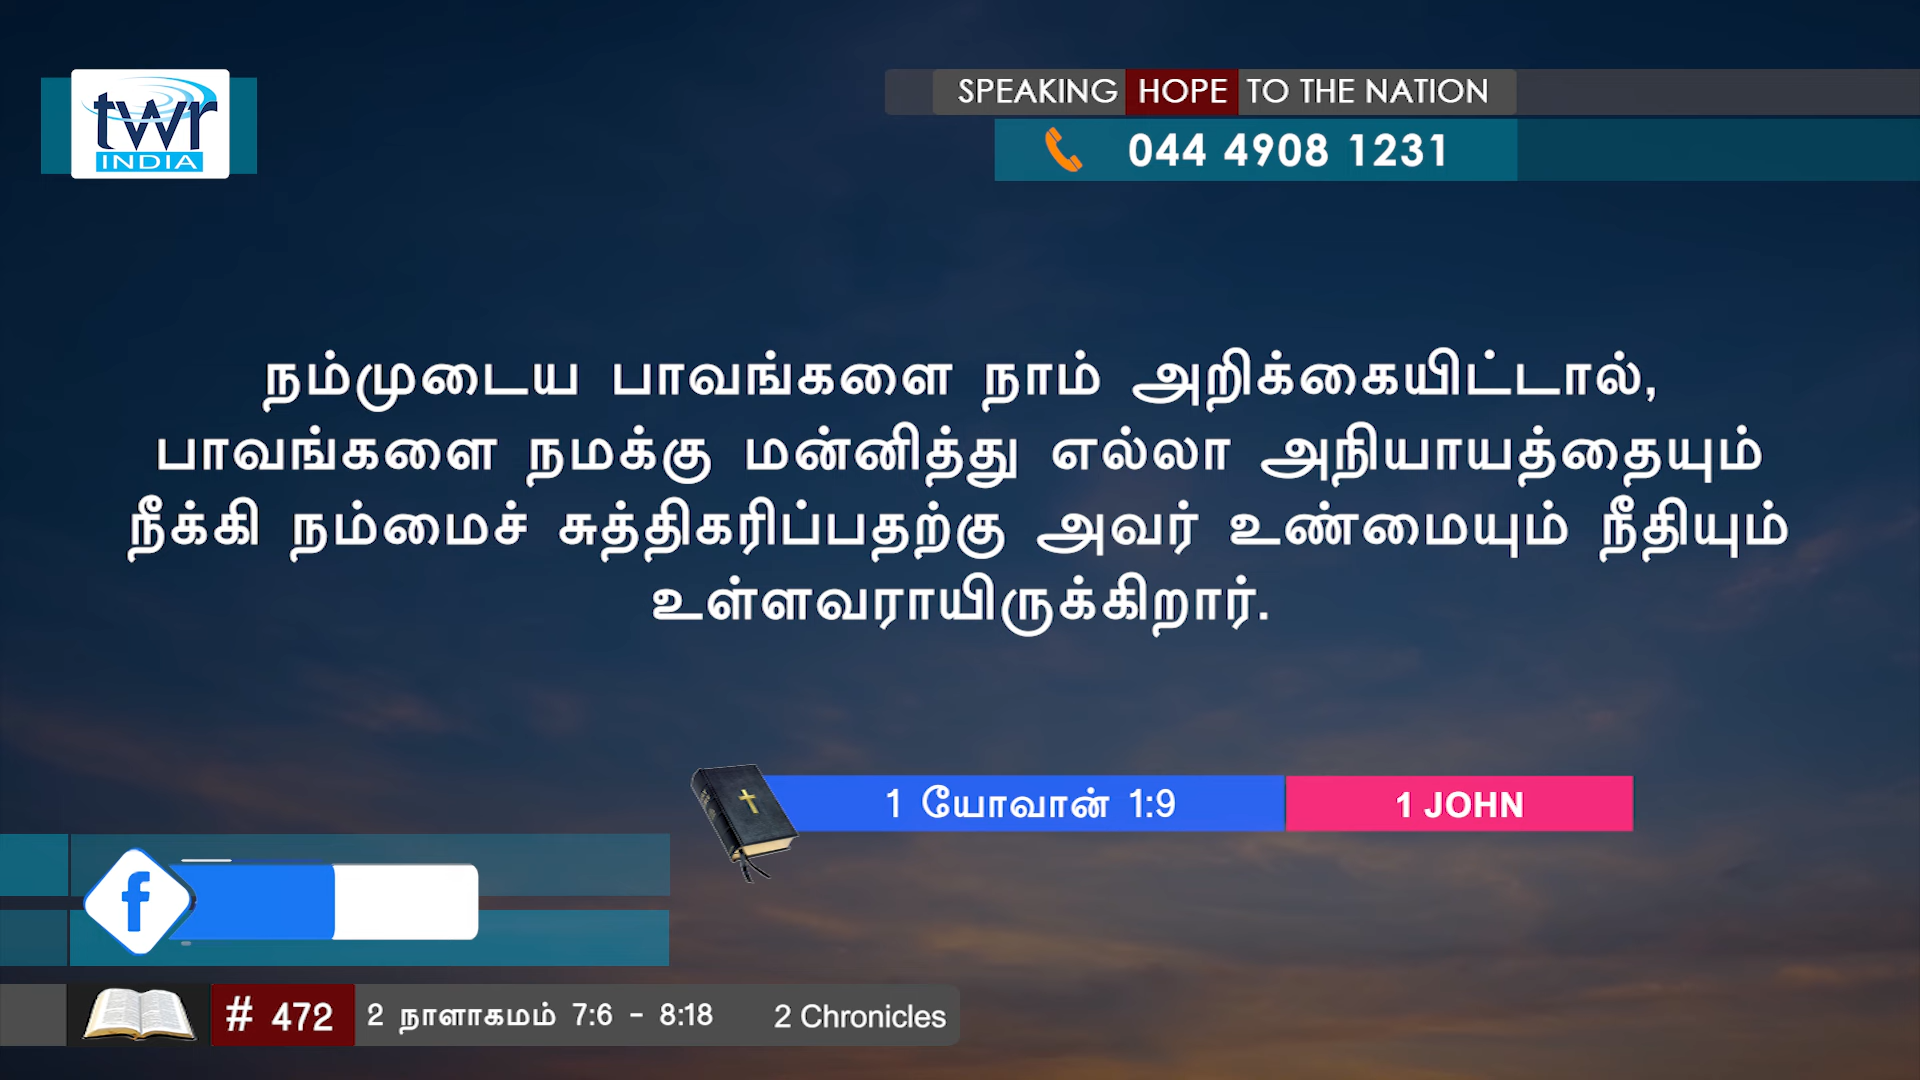 twr
INDIA
SPEAKING HOPE TO THE NATION
044 4908 1231
நம்முடைய பாவங்களை நாம் அறிக்கையிட்டால்,
பாவங்களை நமக்கு மன்னித்து எல்லா அநியாயத்தையும்
நீக்கி நம்மைச் சுத்திகரிப்பதற்கு அவர் உண்மையும் நீதியும்
உள்ளவராயிருக்கிறார்.
1 யோவான் 1:9 1 JOHN
f
# 472 2 நாளாகமம் 7:6 - 8:18 2 Chronicles